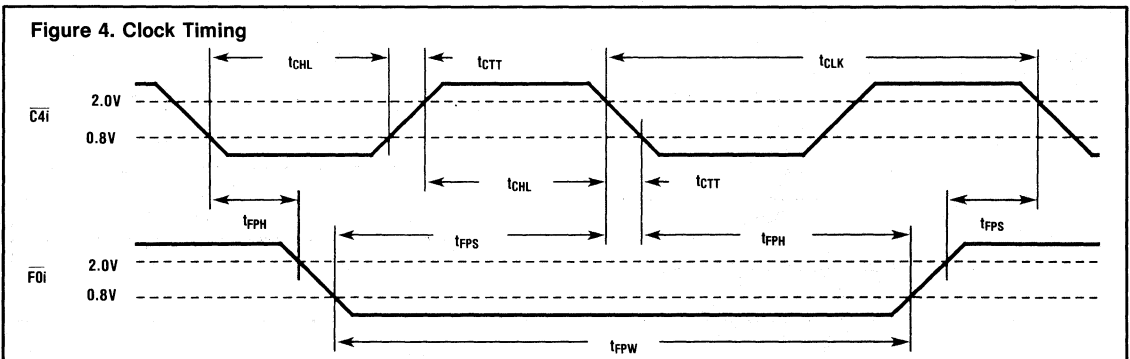 Figure 4. Clock Timing
tCHL tCTT tCLK
C4i 2.0V
0.8V
tCHL tCTT
tFPH tFPS tFPH tFPS
F0i 2.0V
0.8V
tFPW